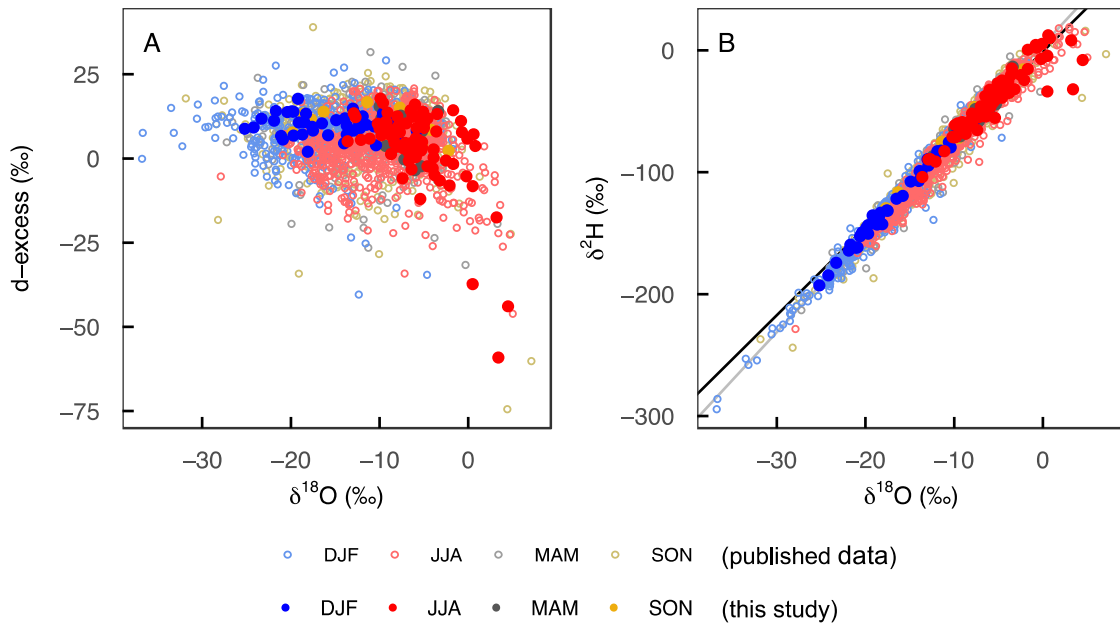 A
25
0
−25
−50
−75
d−excess (‰)
−30 −20 −10 0
δ¹⁸O (‰)
B
0
−100
−200
−300
δ²H (‰)
−30 −20 −10 0
δ¹⁸O (‰)
DJF JJA MAM SON (published data)
DJF JJA MAM SON (this study)